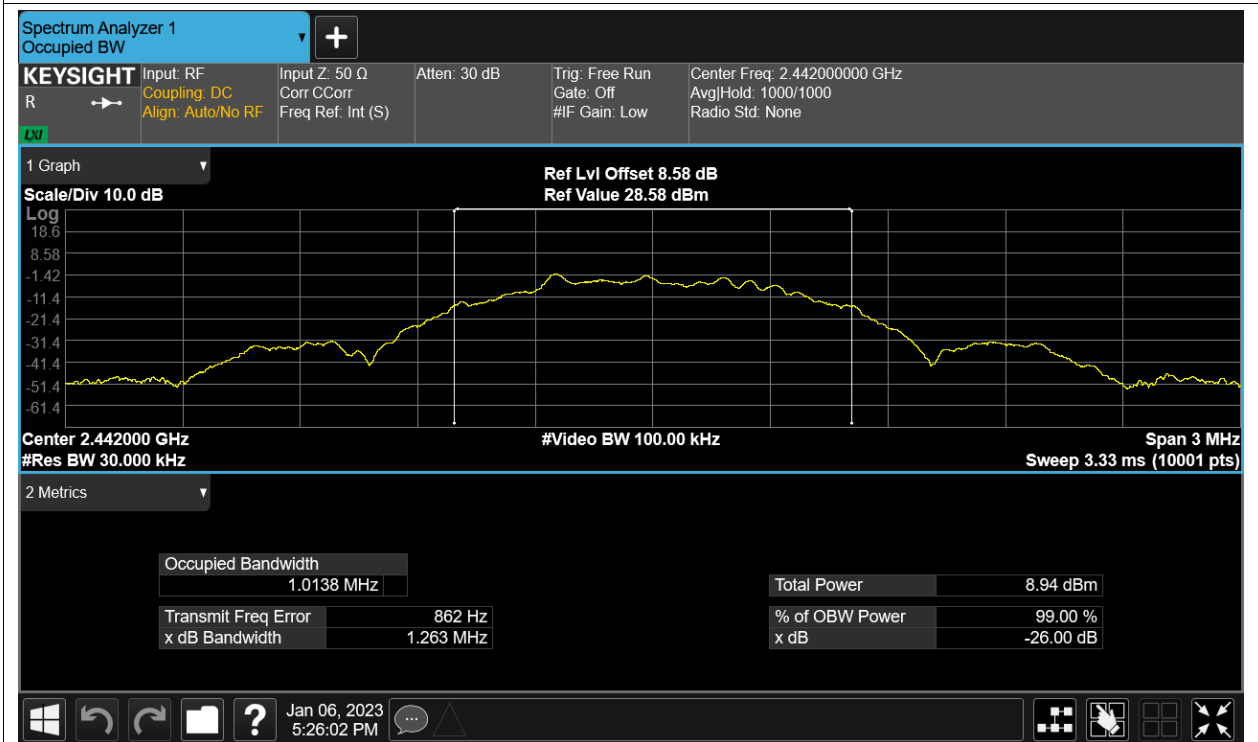 Spectrum Analyzer 1
Occupied BW
KEYSIGHT
R
LXI
Input: RF
Coupling: DC
Align: Auto/No RF
Input Z: 50 Ω
Corr CCorr
Freq Ref: Int (S)
Atten: 30 dB
Trig: Free Run
Gate: Off
#IF Gain: Low
Center Freq: 2.442000000 GHz
Avg|Hold: 1000/1000
Radio Std: None
1 Graph
Scale/Div 10.0 dB
Ref Lvl Offset 8.58 dB
Ref Value 28.58 dBm
Log
18.6
8.58
-1.42
-11.4
-21.4
-31.4
-41.4
-51.4
-61.4
Center 2.442000 GHz
#Res BW 30.000 kHz
#Video BW 100.00 kHz
Span 3 MHz
Sweep 3.33 ms (10001 pts)
2 Metrics
Occupied Bandwidth
1.0138 MHz
Transmit Freq Error 862 Hz
x dB Bandwidth 1.263 MHz
Total Power 8.94 dBm
% of OBW Power 99.00 %
x dB -26.00 dB
?
Jan 06, 2023
5:26:02 PM